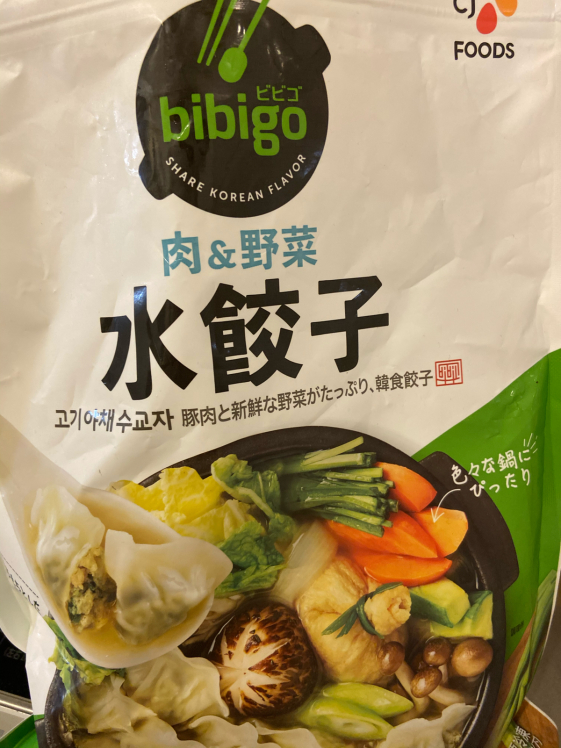 CJ
FOODS
ビビゴ
bibigo
SHARE KOREAN FLAVOR
肉&野菜
水餃子
고기야채수교자 豚肉と新鮮な野菜がたっぷり、韓食餃子
色々な鍋に
ぴったり